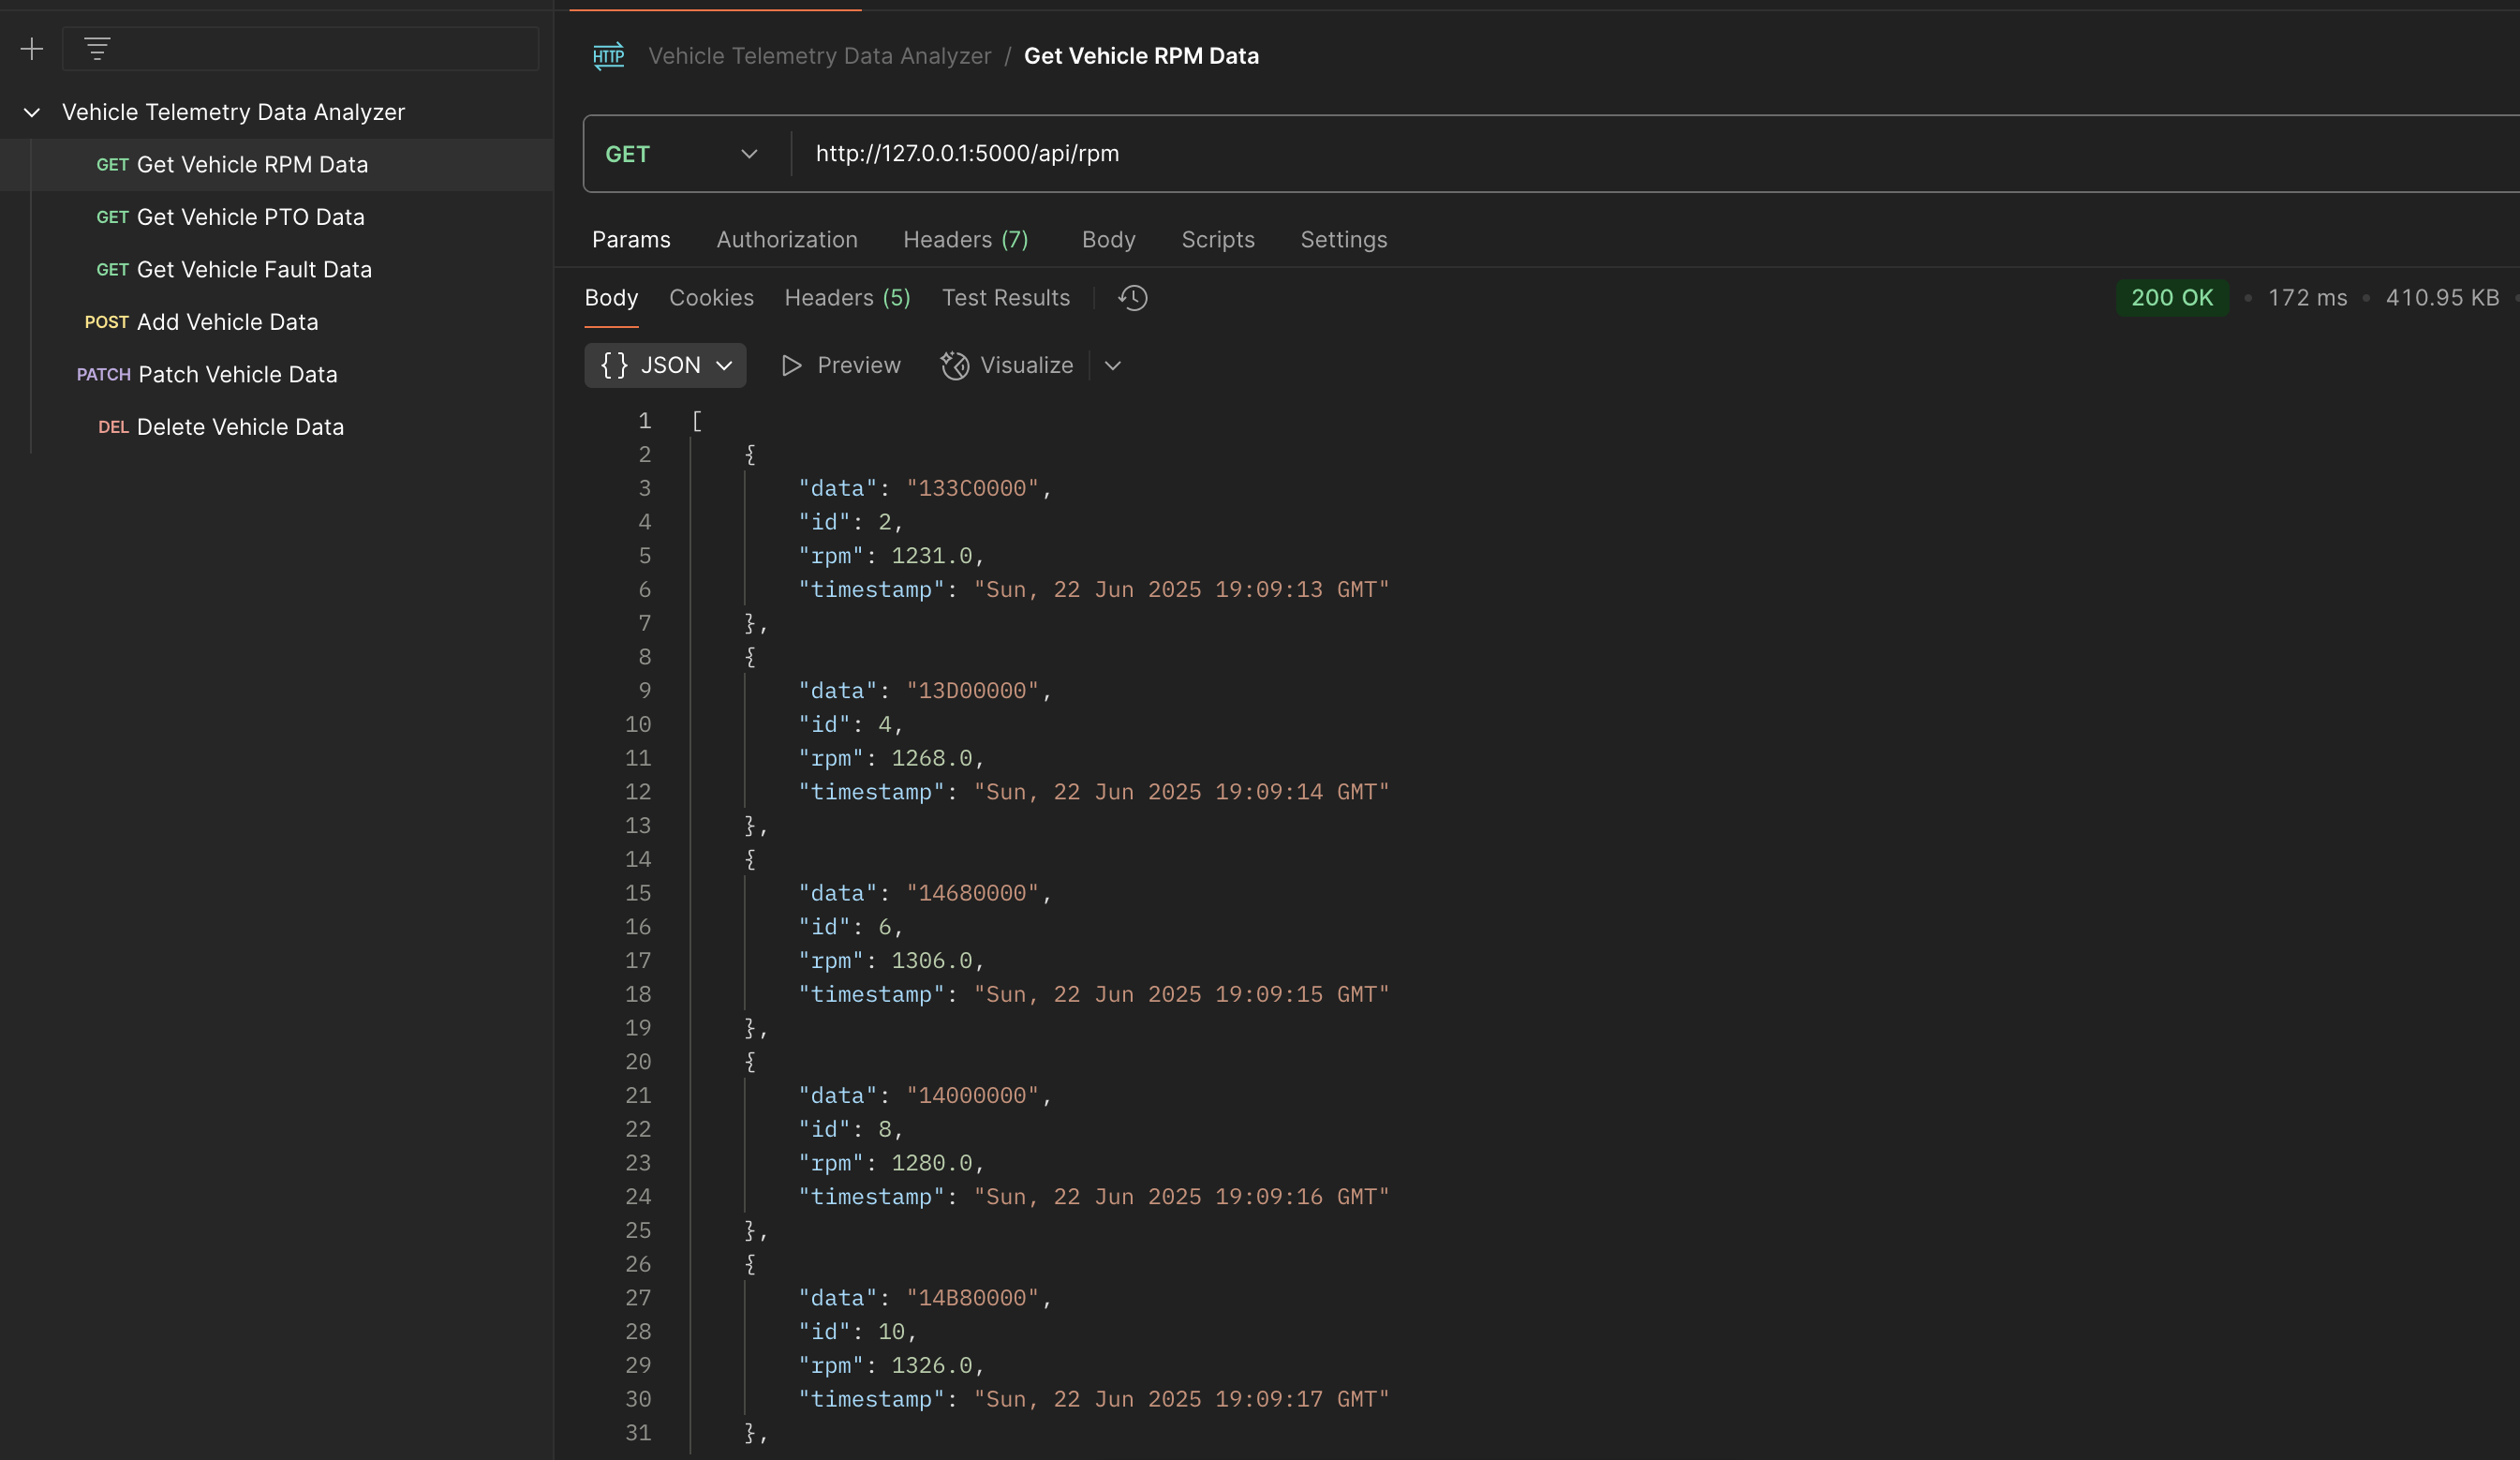 Vehicle Telemetry Data Analyzer
GET Get Vehicle RPM Data
GET Get Vehicle PTO Data
GET Get Vehicle Fault Data
POST Add Vehicle Data
PATCH Patch Vehicle Data
DEL Delete Vehicle Data
HTTP Vehicle Telemetry Data Analyzer / Get Vehicle RPM Data
GET http://127.0.0.1:5000/api/rpm
Params Authorization Headers (7) Body Scripts Settings
Body Cookies Headers (5) Test Results 200 OK • 172 ms • 410.95 KB
{} JSON Preview Visualize
1 [
2 {
3 "data": "133C0000",
4 "id": 2,
5 "rpm": 1231.0,
6 "timestamp": "Sun, 22 Jun 2025 19:09:13 GMT"
7 },
8 {
9 "data": "13D00000",
10 "id": 4,
11 "rpm": 1268.0,
12 "timestamp": "Sun, 22 Jun 2025 19:09:14 GMT"
13 },
14 {
15 "data": "14680000",
16 "id": 6,
17 "rpm": 1306.0,
18 "timestamp": "Sun, 22 Jun 2025 19:09:15 GMT"
19 },
20 {
21 "data": "14000000",
22 "id": 8,
23 "rpm": 1280.0,
24 "timestamp": "Sun, 22 Jun 2025 19:09:16 GMT"
25 },
26 {
27 "data": "14B80000",
28 "id": 10,
29 "rpm": 1326.0,
30 "timestamp": "Sun, 22 Jun 2025 19:09:17 GMT"
31 },